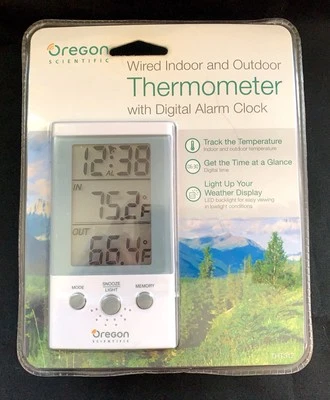 Oregon
SCIENTIFIC
Wired Indoor and Outdoor
Thermometer
with Digital Alarm Clock
Track the Temperature
Indoor and outdoor temperature
Get the Time at a Glance
Digital time
Light Up Your
Weather Display
LED backlight for easy viewing
in lowlight conditions.
12:38
AL
IN
75.2°F
OUT
66.4°F
MODE
SNOOZE
LIGHT
MEMORY
Oregon
SCIENTIFIC